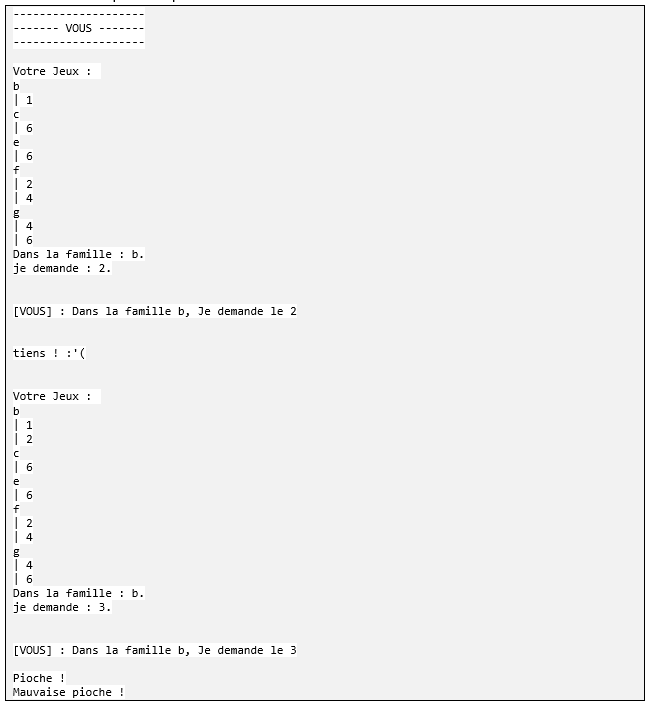 --------------------
------- VOUS -------
--------------------
Votre Jeux :
b
| 1
c
| 6
e
| 6
f
| 2
| 4
g
| 4
| 6
Dans la famille : b.
je demande : 2.
[VOUS] : Dans la famille b, Je demande le 2
tiens ! :'(
Votre Jeux :
b
| 1
| 2
c
| 6
e
| 6
f
| 2
| 4
g
| 4
| 6
Dans la famille : b.
je demande : 3.
[VOUS] : Dans la famille b, Je demande le 3
Pioche !
Mauvaise pioche !